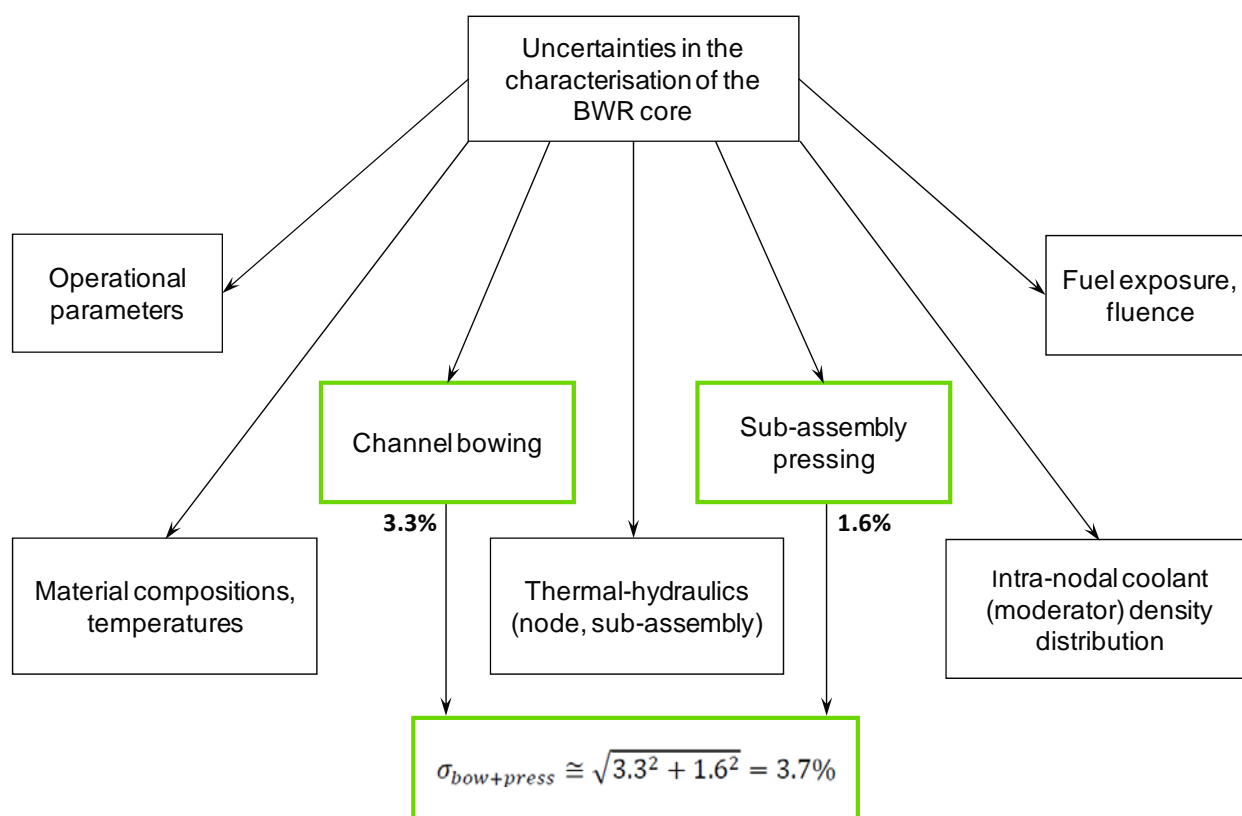 Uncertainties in the
characterisation of the
BWR core
Operational
parameters
Fuel exposure,
fluence
Channel bowing
Sub-assembly
pressing
3.3%
1.6%
Material compositions,
temperatures
Thermal-hydraulics
(node, sub-assembly)
Intra-nodal coolant
(moderator) density
distribution
σ_{bow+press} ≅ √(3.3² + 1.6²) = 3.7%